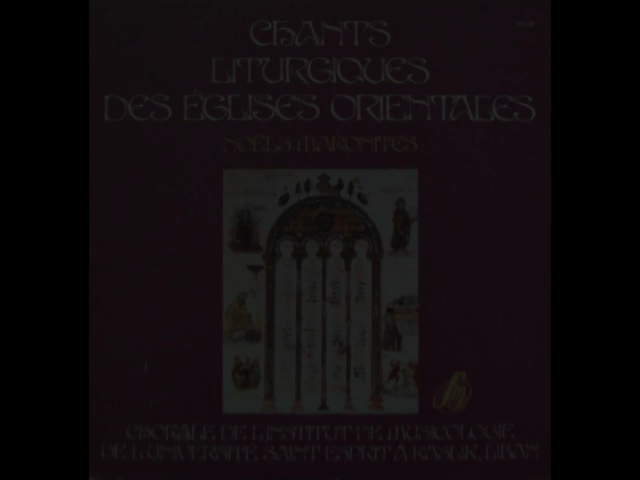 CHANTS
LITURGIQUES
DES ÉGLISES ORIENTALES
NOËLS MARONITES
CHORALE DE L'INSTITUT DE MUSICOLOGIE
DE L'UNIVERSITÉ SAINT ESPRIT A KASLIK, LIBAN